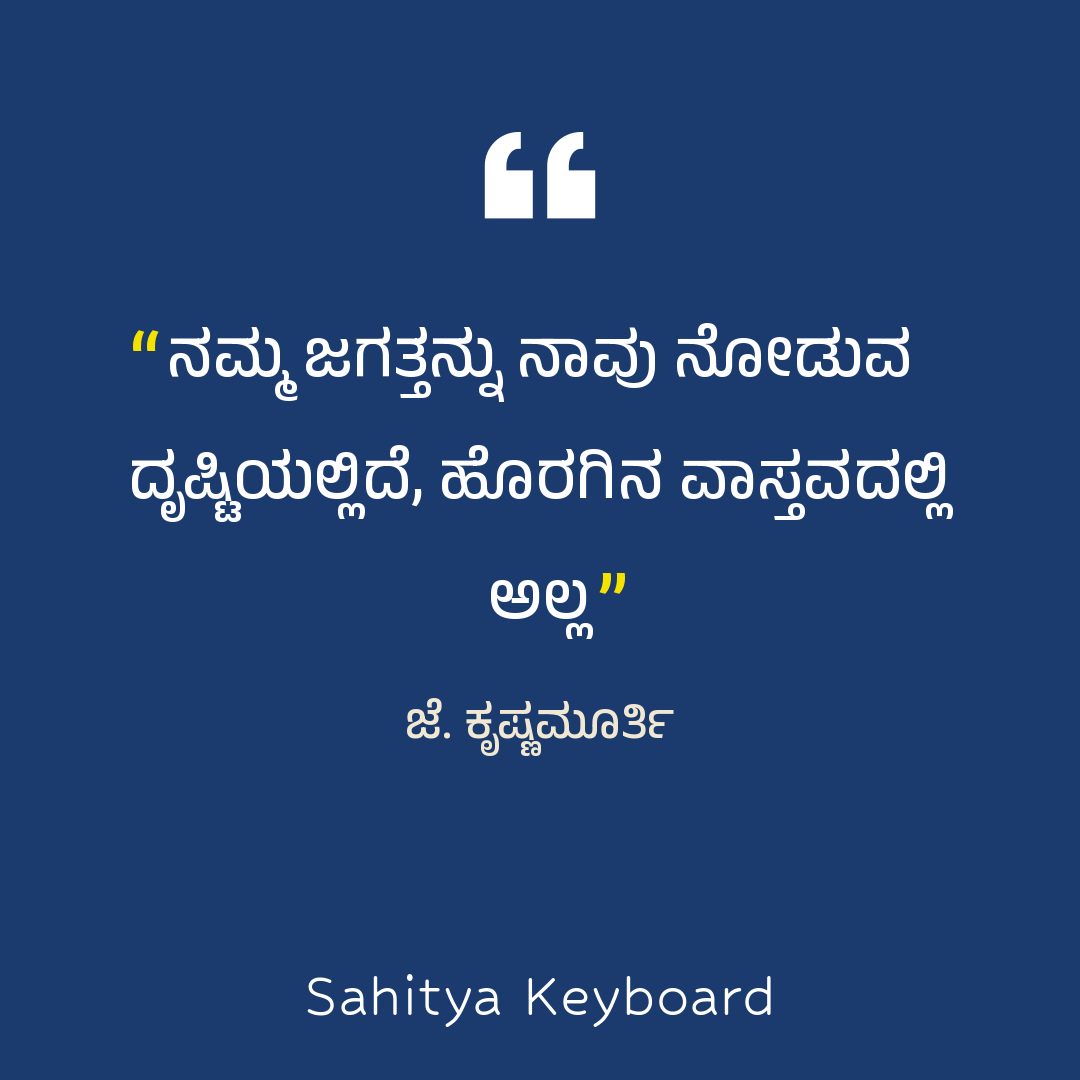 “ನಮ್ಮ ಜಗತ್ತನ್ನು ನಾವು ನೋಡುವ
ದೃಷ್ಟಿಯಲ್ಲಿದೆ, ಹೊರಗಿನ ವಾಸ್ತವದಲ್ಲಿ
ಅಲ್ಲ”
ಜೆ. ಕೃಷ್ಣಮೂರ್ತಿ
Sahitya Keyboard